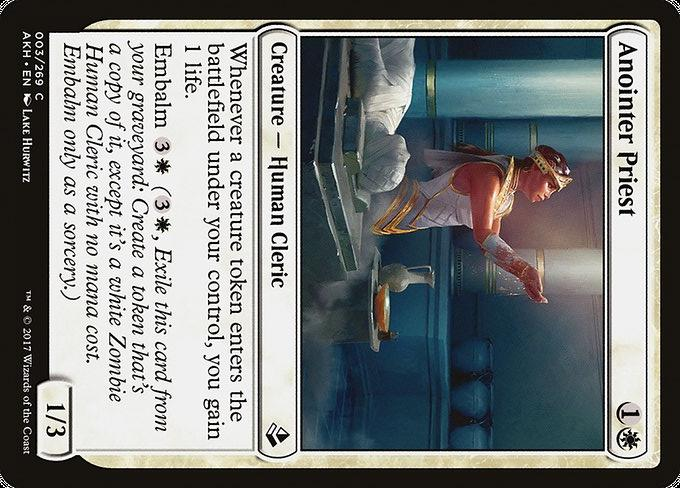 Anointer Priest
1
Creature — Human Cleric
Whenever a creature token enters the
battlefield under your control, you gain
1 life.
Embalm 3 (3, Exile this card from
your graveyard: Create a token that's
a copy of it, except it's a white Zombie
Human Cleric with no mana cost.
Embalm only as a sorcery.)
1/3
003/269 C
AKH • EN LAKE HURWITZ
™ & © 2017 Wizards of the Coast